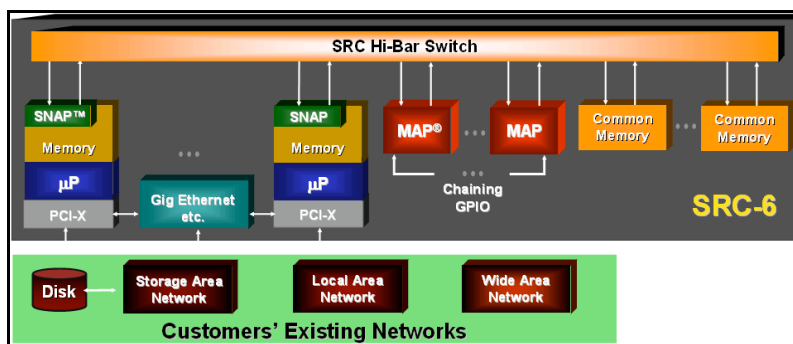 SRC Hi-Bar Switch
SNAP™
Memory
µP
PCI-X
Gig Ethernet
etc.
SNAP
Memory
µP
PCI-X
MAP®
MAP
Chaining
GPIO
Common
Memory
Common
Memory
SRC-6
Disk
Storage Area
Network
Local Area
Network
Wide Area
Network
Customers' Existing Networks